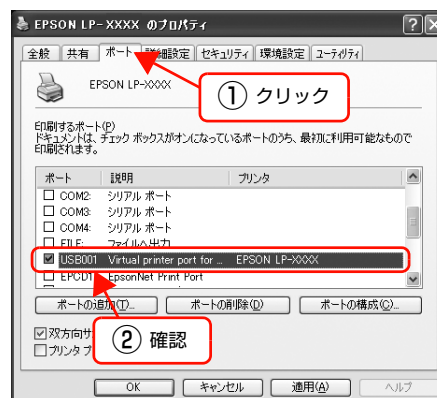 EPSON LP-XXXX のプロパティ
全般 共有 ポート 詳細設定 セキュリティ 環境設定 ユーティリティ
① クリック
EPSON LP-XXXX
印刷するポート(P)
ドキュメントは、チェック ボックスがオンになっているポートのうち、最初に利用可能なもので
印刷されます。
ポート 説明 プリンタ
COM2: シリアル ポート
COM3: シリアル ポート
COM4: シリアル ポート
FILE: ファイルへ出力
USB001 Virtual printer port for ... EPSON LP-XXXX
EPCD1 EpsonNet Print Port
ポートの追加(T)... ポートの削除(D) ポートの構成(C)...
双方向サ
プリンタ プ
② 確認
OK キャンセル 適用(A) ヘルプ